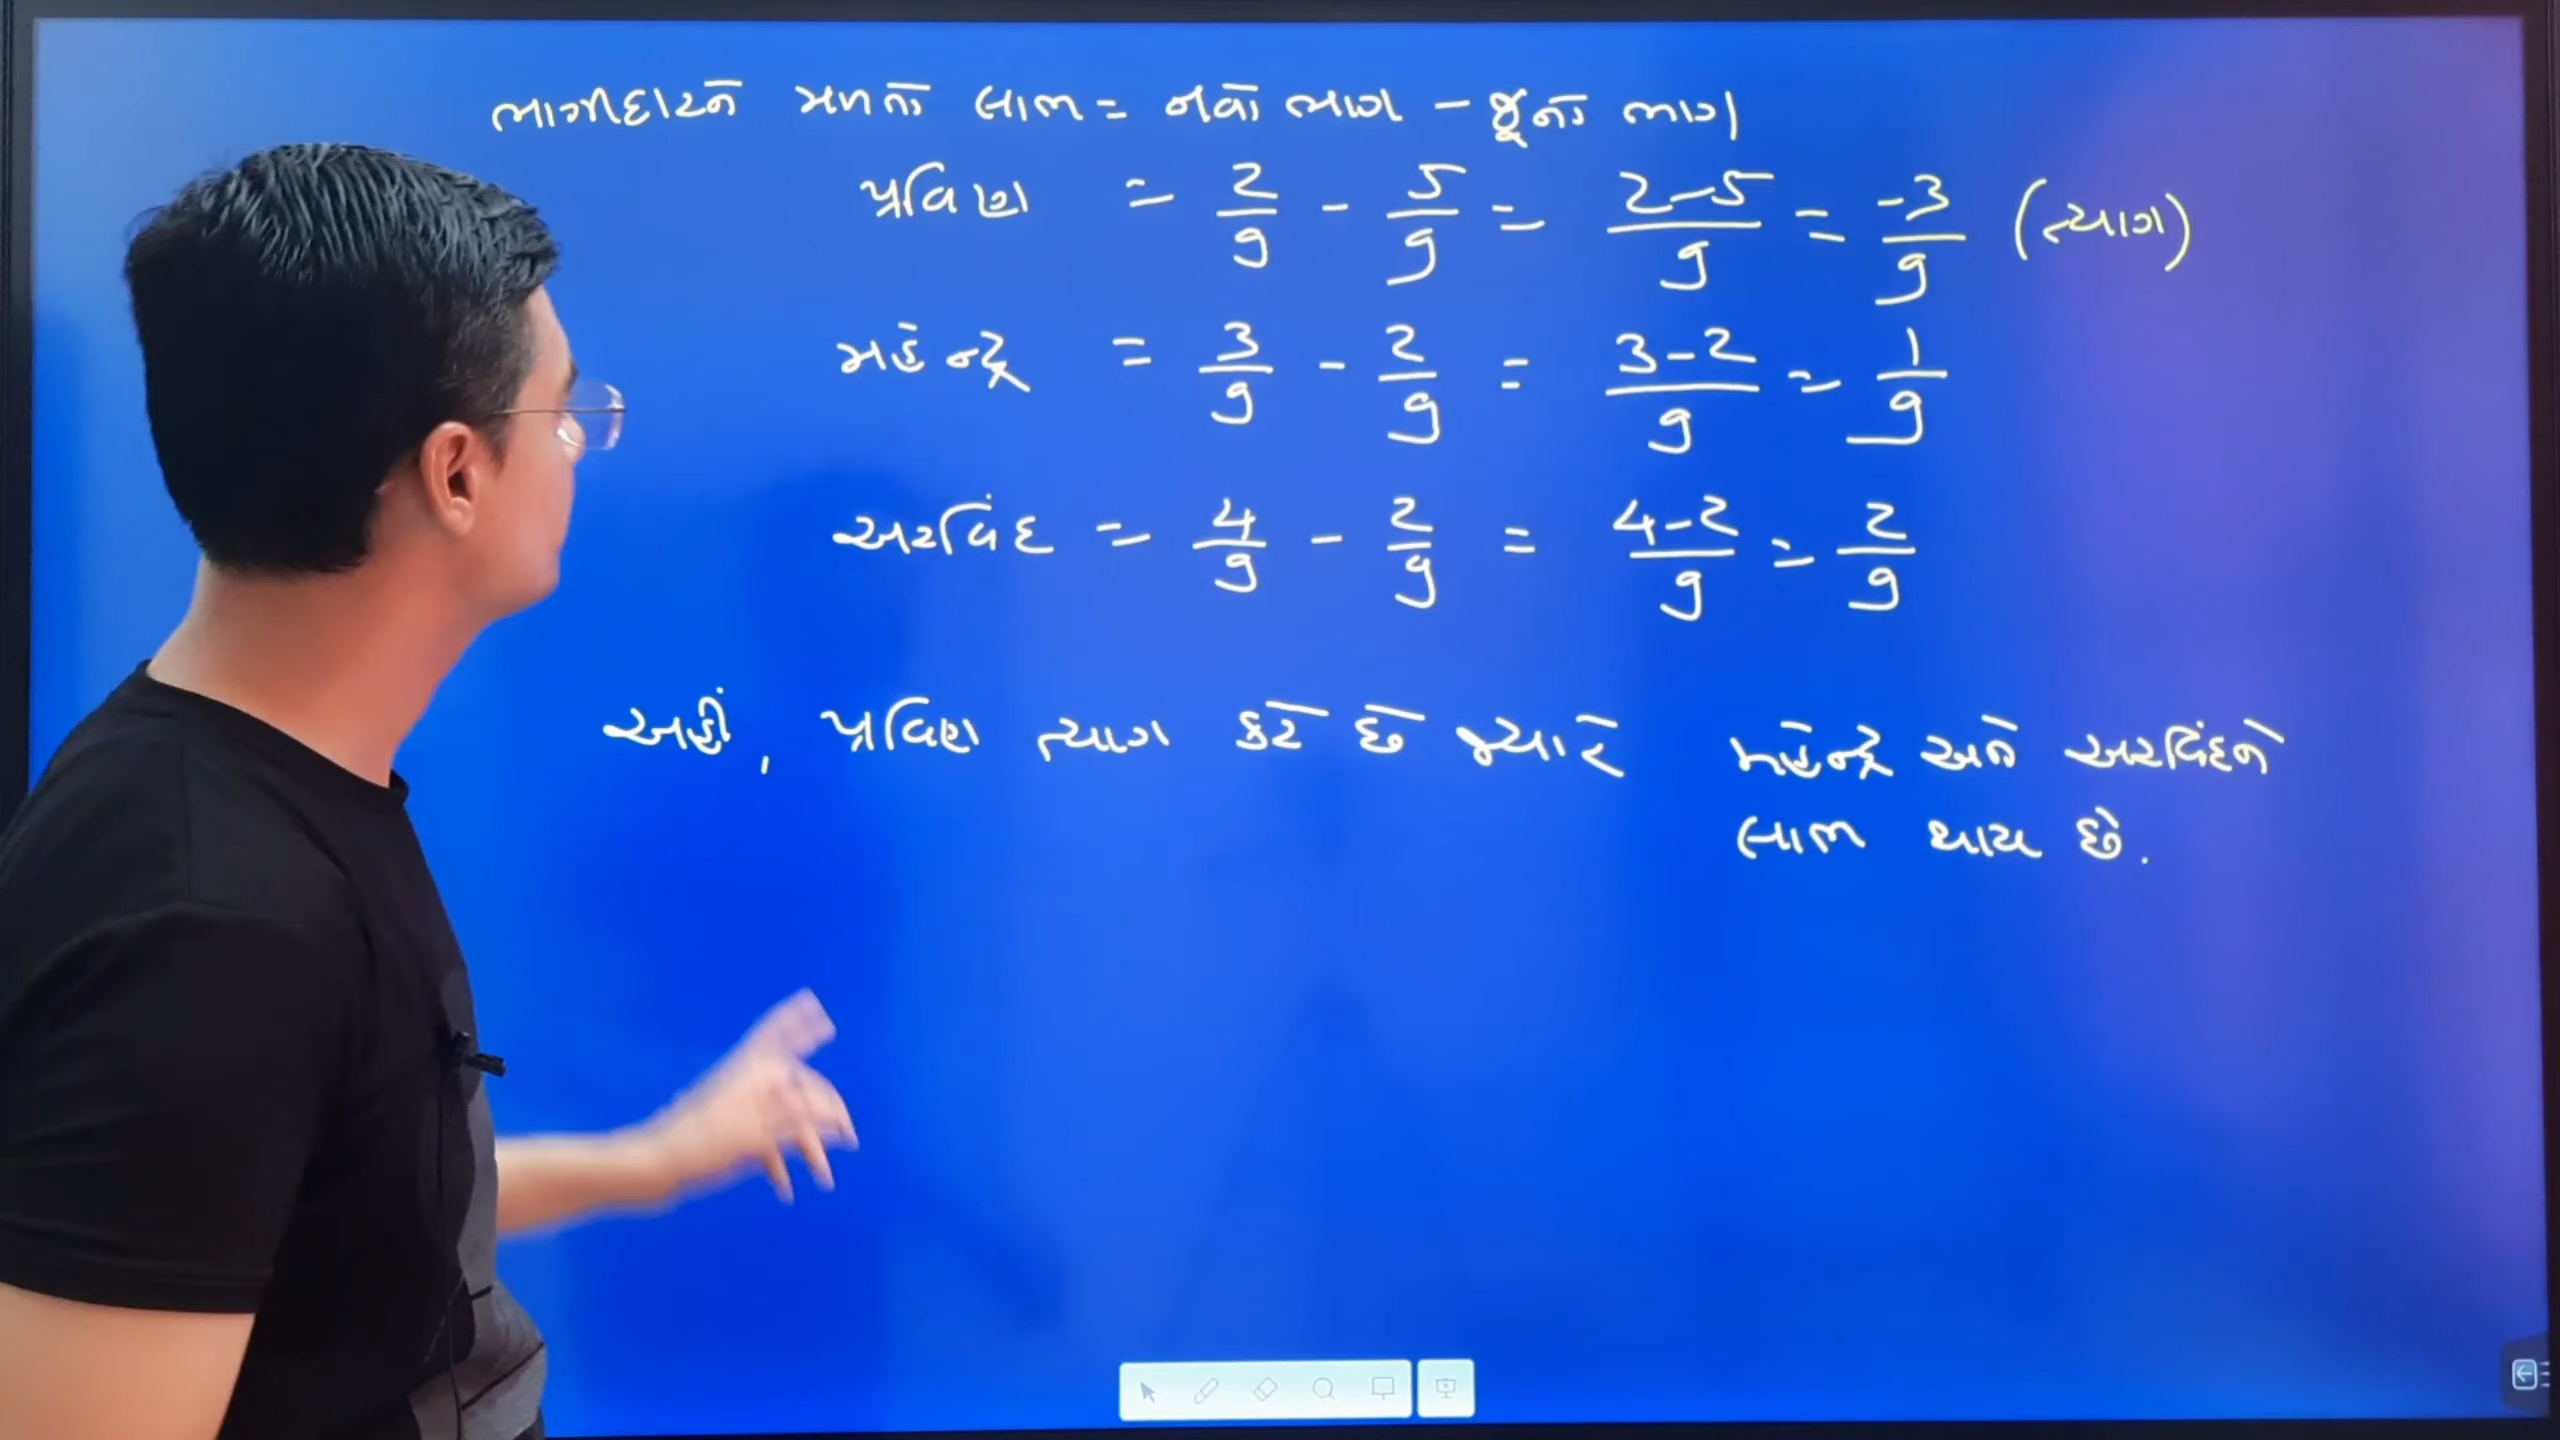 ભાગીદારને મળતો લાભ = નવો ભાગ - જૂનો ભાગ
પ્રવિણ = 2/9 - 5/9 = 2-5/9 = -3/9 (ત્યાગ)
મહેન્દ્ર = 3/9 - 2/9 = 3-2/9 = 1/9
અરવિંદ = 4/9 - 2/9 = 4-2/9 = 2/9
અહીં, પ્રવિણ ત્યાગ કરે છે જ્યારે મહેન્દ્ર અને અરવિંદને
લાભ થાય છે.